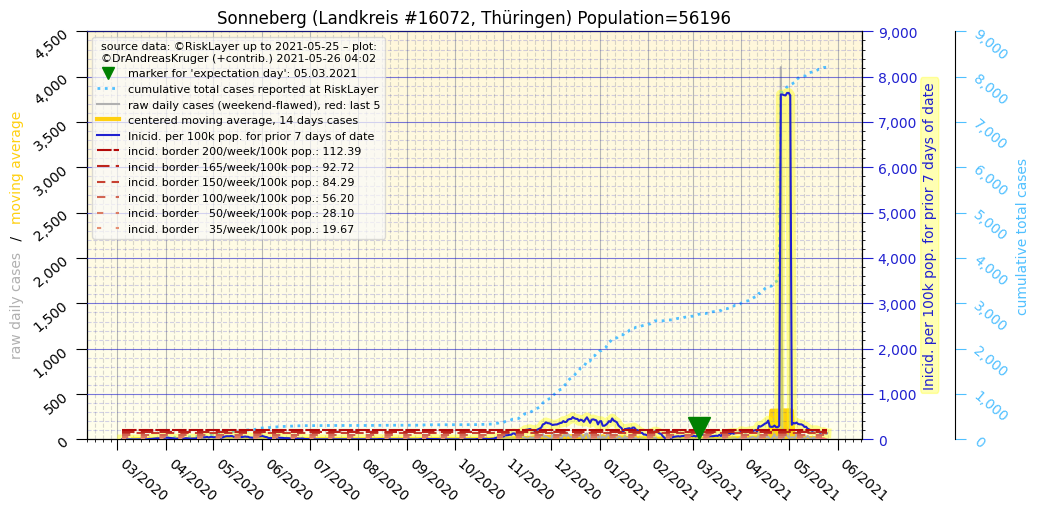 Sonneberg (Landkreis #16072, Thüringen) Population=56196
source data: ©RiskLayer up to 2021-05-25 – plot:
©DrAndreasKruger (+contrib.) 2021-05-26 04:02
marker for 'expectation day': 05.03.2021
cumulative total cases reported at RiskLayer
raw daily cases (weekend-flawed), red: last 5
centered moving average, 14 days cases
Inicid. per 100k pop. for prior 7 days of date
incid. border 200/week/100k pop.: 112.39
incid. border 165/week/100k pop.: 92.72
incid. border 150/week/100k pop.: 84.29
incid. border 100/week/100k pop.: 56.20
incid. border 50/week/100k pop.: 28.10
incid. border 35/week/100k pop.: 19.67
raw daily cases / moving average
4,500
4,000
3,500
3,000
2,500
2,000
1,500
1,000
500
0
9,000
8,000
7,000
6,000
5,000
4,000
3,000
2,000
1,000
0
Inicid. per 100k pop. for prior 7 days of date
9,000
8,000
7,000
6,000
5,000
4,000
3,000
2,000
1,000
0
cumulative total cases
03/2020
04/2020
05/2020
06/2020
07/2020
08/2020
09/2020
10/2020
11/2020
12/2020
01/2021
02/2021
03/2021
04/2021
05/2021
06/2021